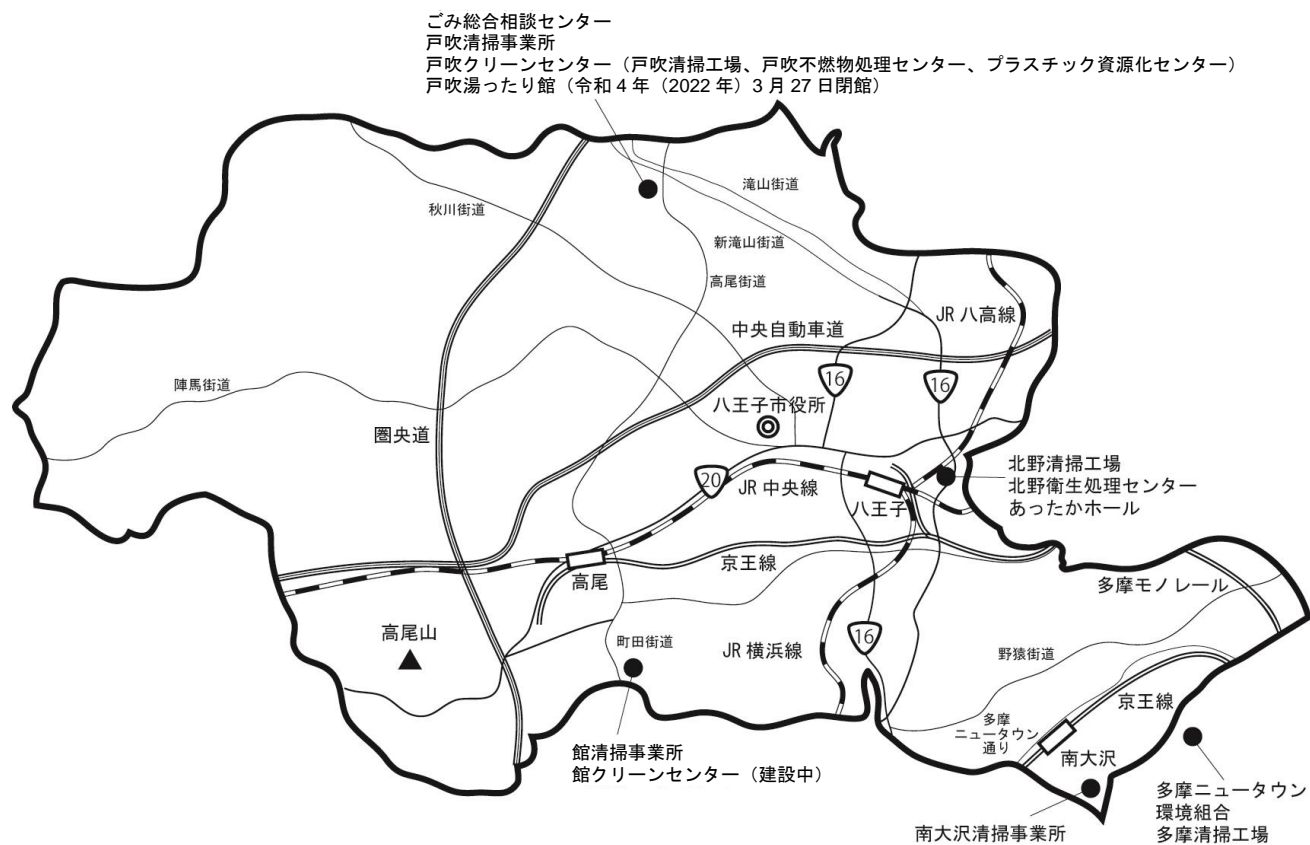 ごみ総合相談センター
戸吹清掃事業所
戸吹クリーンセンター（戸吹清掃工場、戸吹不燃物処理センター、プラスチック資源化センター）
戸吹湯ったり館（令和４年（2022 年）3 月 27 日閉館）
滝山街道
秋川街道
新滝山街道
高尾街道
JR 八高線
中央自動車道
16
16
陣馬街道
八王子市役所
圏央道
北野清掃工場
北野衛生処理センター
あったかホール
20
JR 中央線
八王子
京王線
高尾
多摩モノレール
高尾山
町田街道
JR 横浜線
16
野猿街道
京王線
多摩
ニュータウン
通り
南大沢
館清掃事業所
館クリーンセンター（建設中）
多摩ニュータウン
環境組合
多摩清掃工場
南大沢清掃事業所